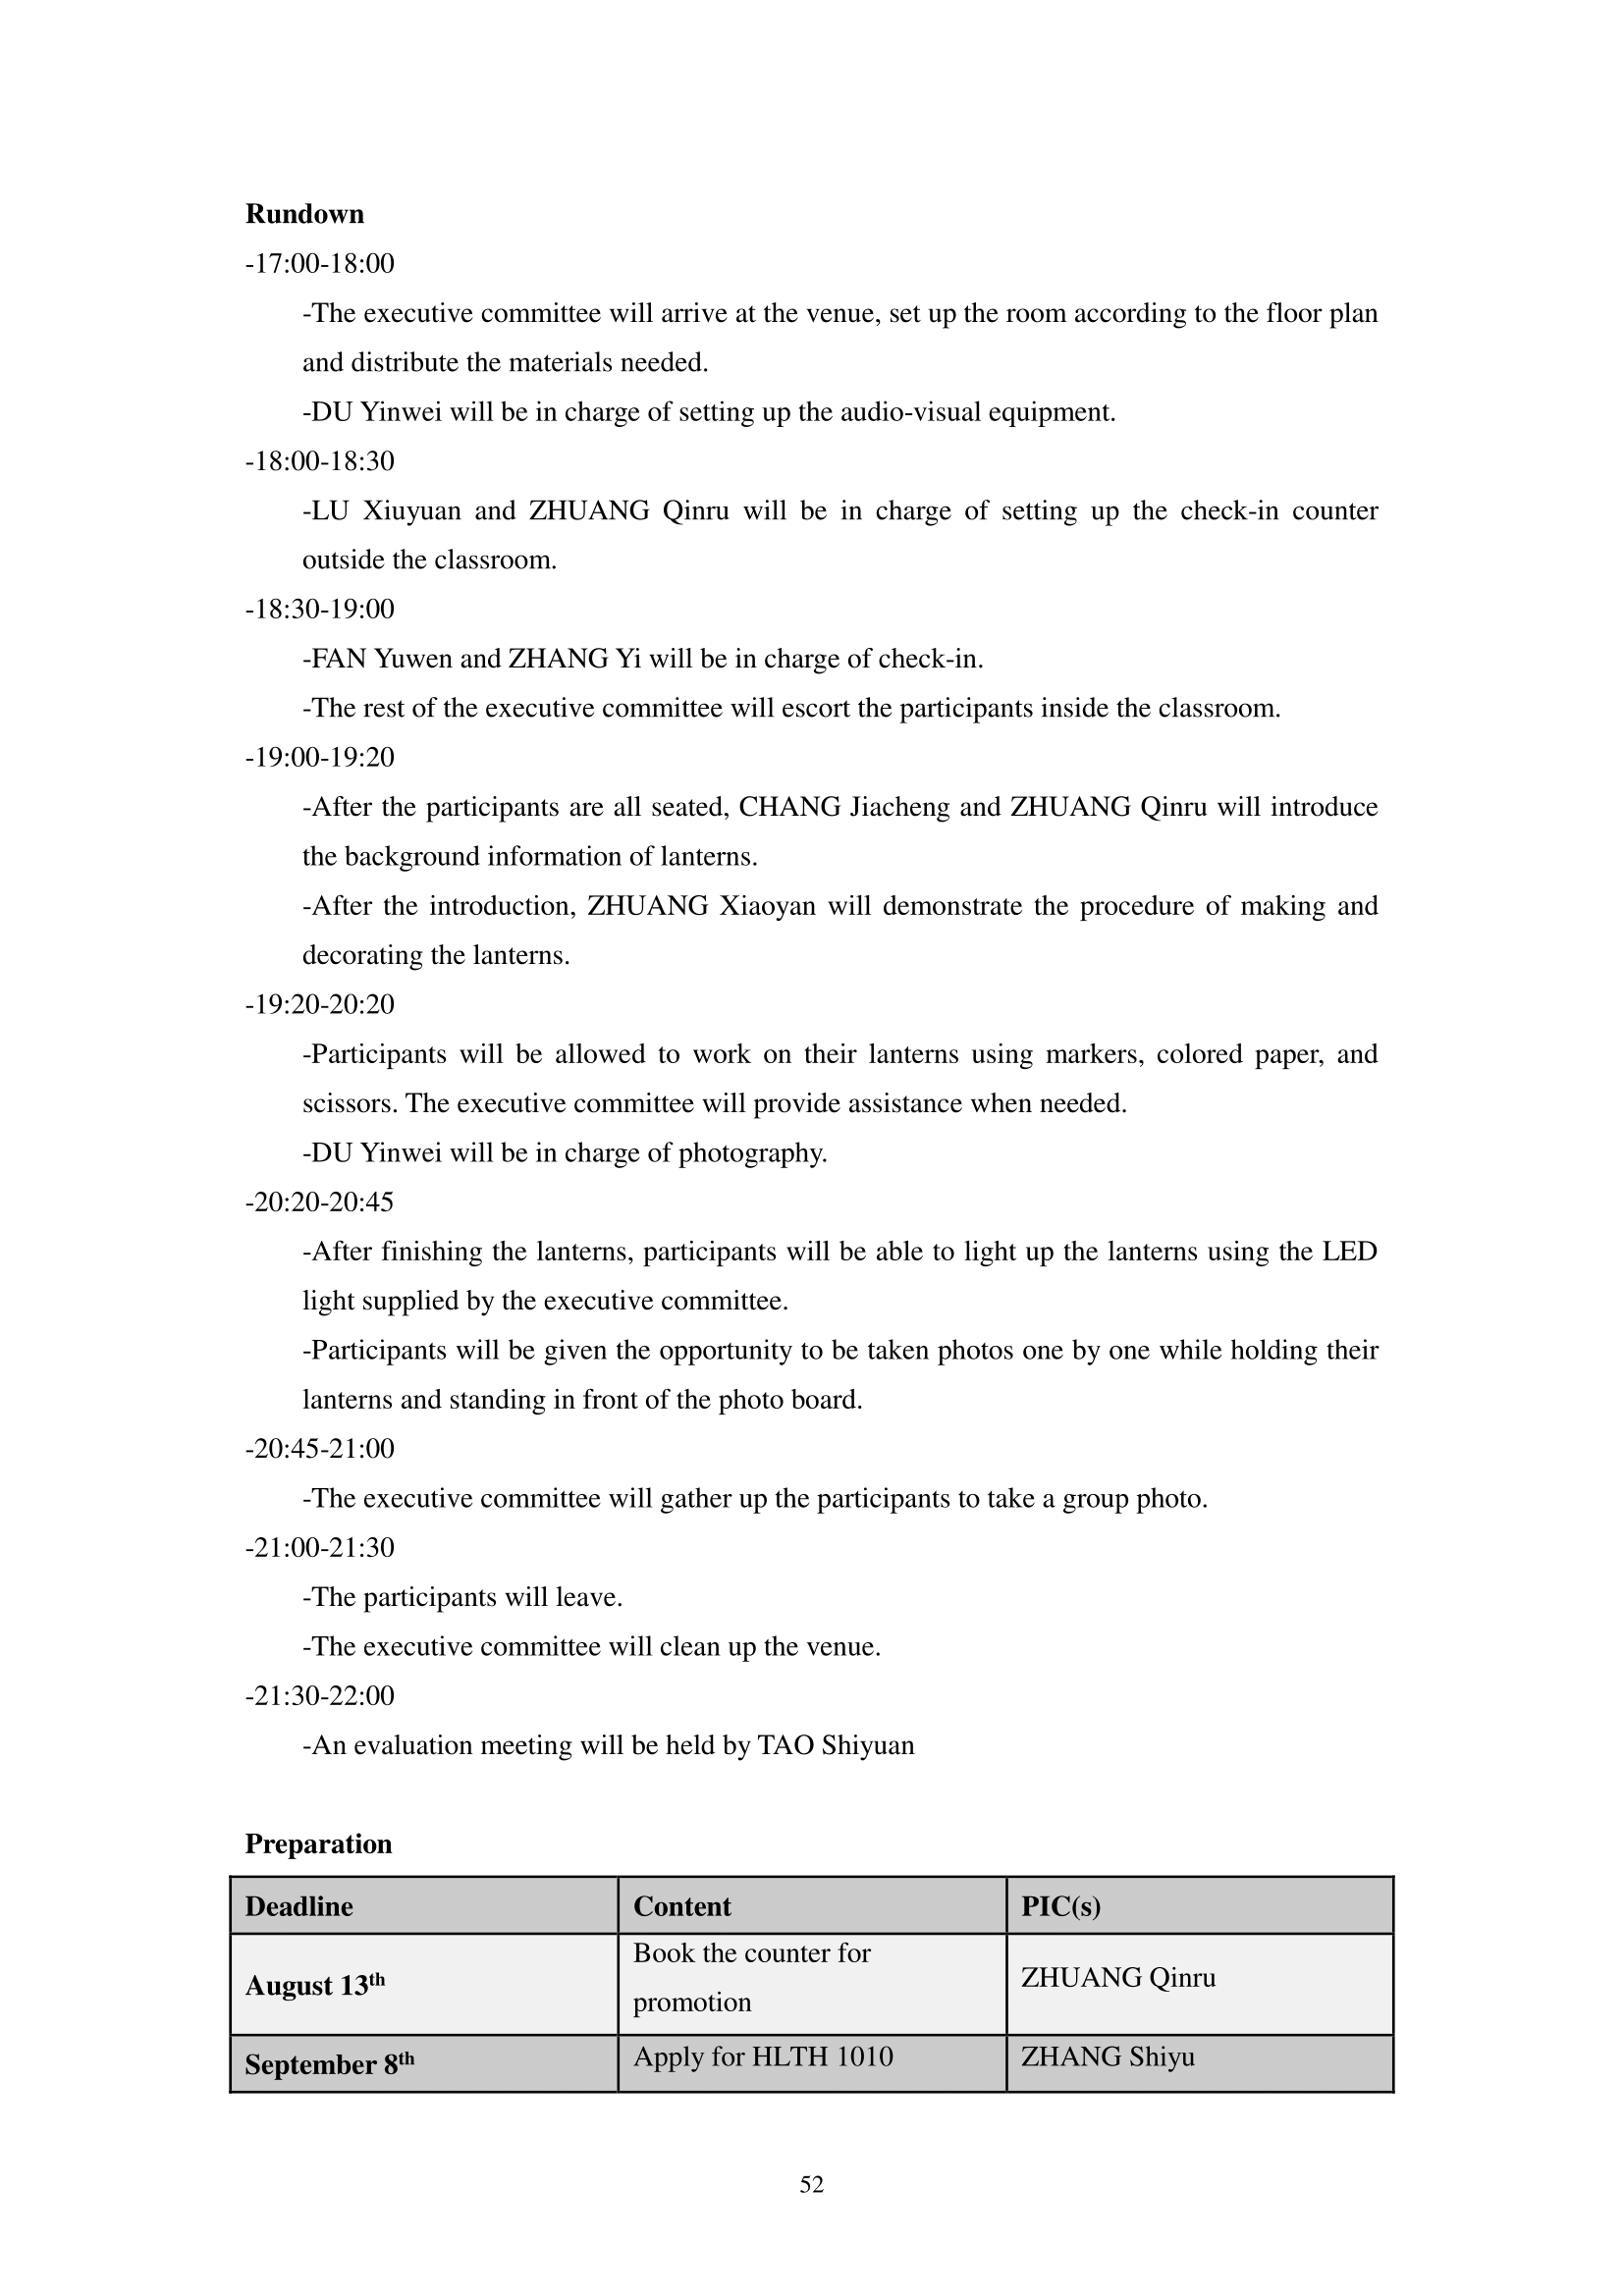 Rundown
-17:00-18:00
-The executive committee will arrive at the venue, set up the room according to the floor plan
and distribute the materials needed.
-DU Yinwei will be in charge of setting up the audio-visual equipment.
-18:00-18:30
-LU Xiuyuan and ZHUANG Qinru will be in charge of setting up the check-in counter
outside the classroom.
-18:30-19:00
-FAN Yuwen and ZHANG Yi will be in charge of check-in.
-The rest of the executive committee will escort the participants inside the classroom.
-19:00-19:20
-After the participants are all seated, CHANG Jiacheng and ZHUANG Qinru will introduce
the background information of lanterns.
-After the introduction, ZHUANG Xiaoyan will demonstrate the procedure of making and
decorating the lanterns.
-19:20-20:20
-Participants will be allowed to work on their lanterns using markers, colored paper, and
scissors. The executive committee will provide assistance when needed.
-DU Yinwei will be in charge of photography.
-20:20-20:45
-After finishing the lanterns, participants will be able to light up the lanterns using the LED
light supplied by the executive committee.
-Participants will be given the opportunity to be taken photos one by one while holding their
lanterns and standing in front of the photo board.
-20:45-21:00
-The executive committee will gather up the participants to take a group photo.
-21:00-21:30
-The participants will leave.
-The executive committee will clean up the venue.
-21:30-22:00
-An evaluation meeting will be held by TAO Shiyuan
Preparation
Deadline Content PIC(s)
August 13th Book the counter for
promotion ZHUANG Qinru
September 8th Apply for HLTH 1010 ZHANG Shiyu
52